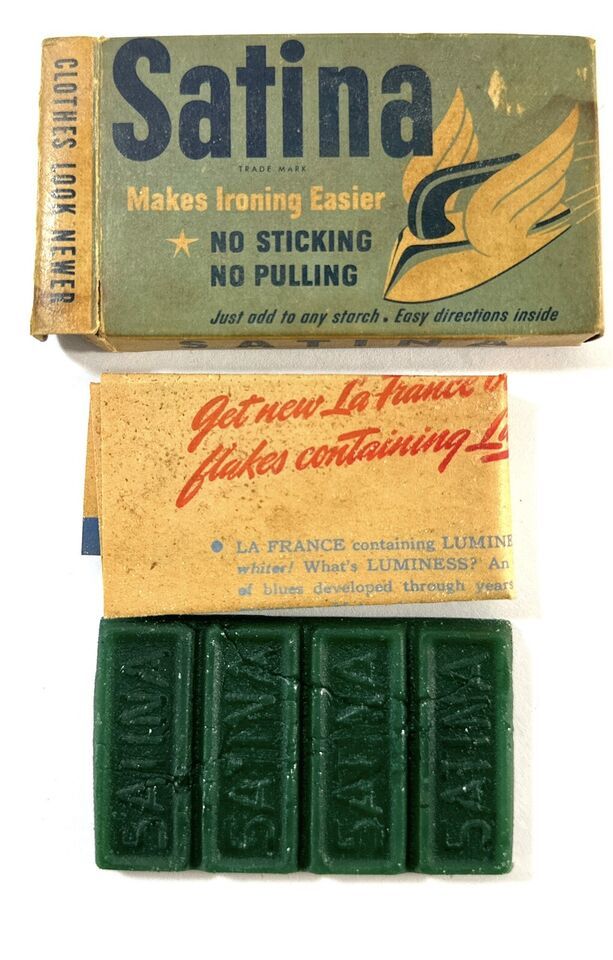 CLOTHES LOOK NEWER
Satina
TRADE MARK
Makes Ironing Easier
NO STICKING
NO PULLING
Just add to any starch. Easy directions inside
SATINA
Get new La France
flakes containing
LA FRANCE containing
whiter! What's LUMINESS? An
of blues developed through years
SATINA
SATINA
SATINA
SATINA